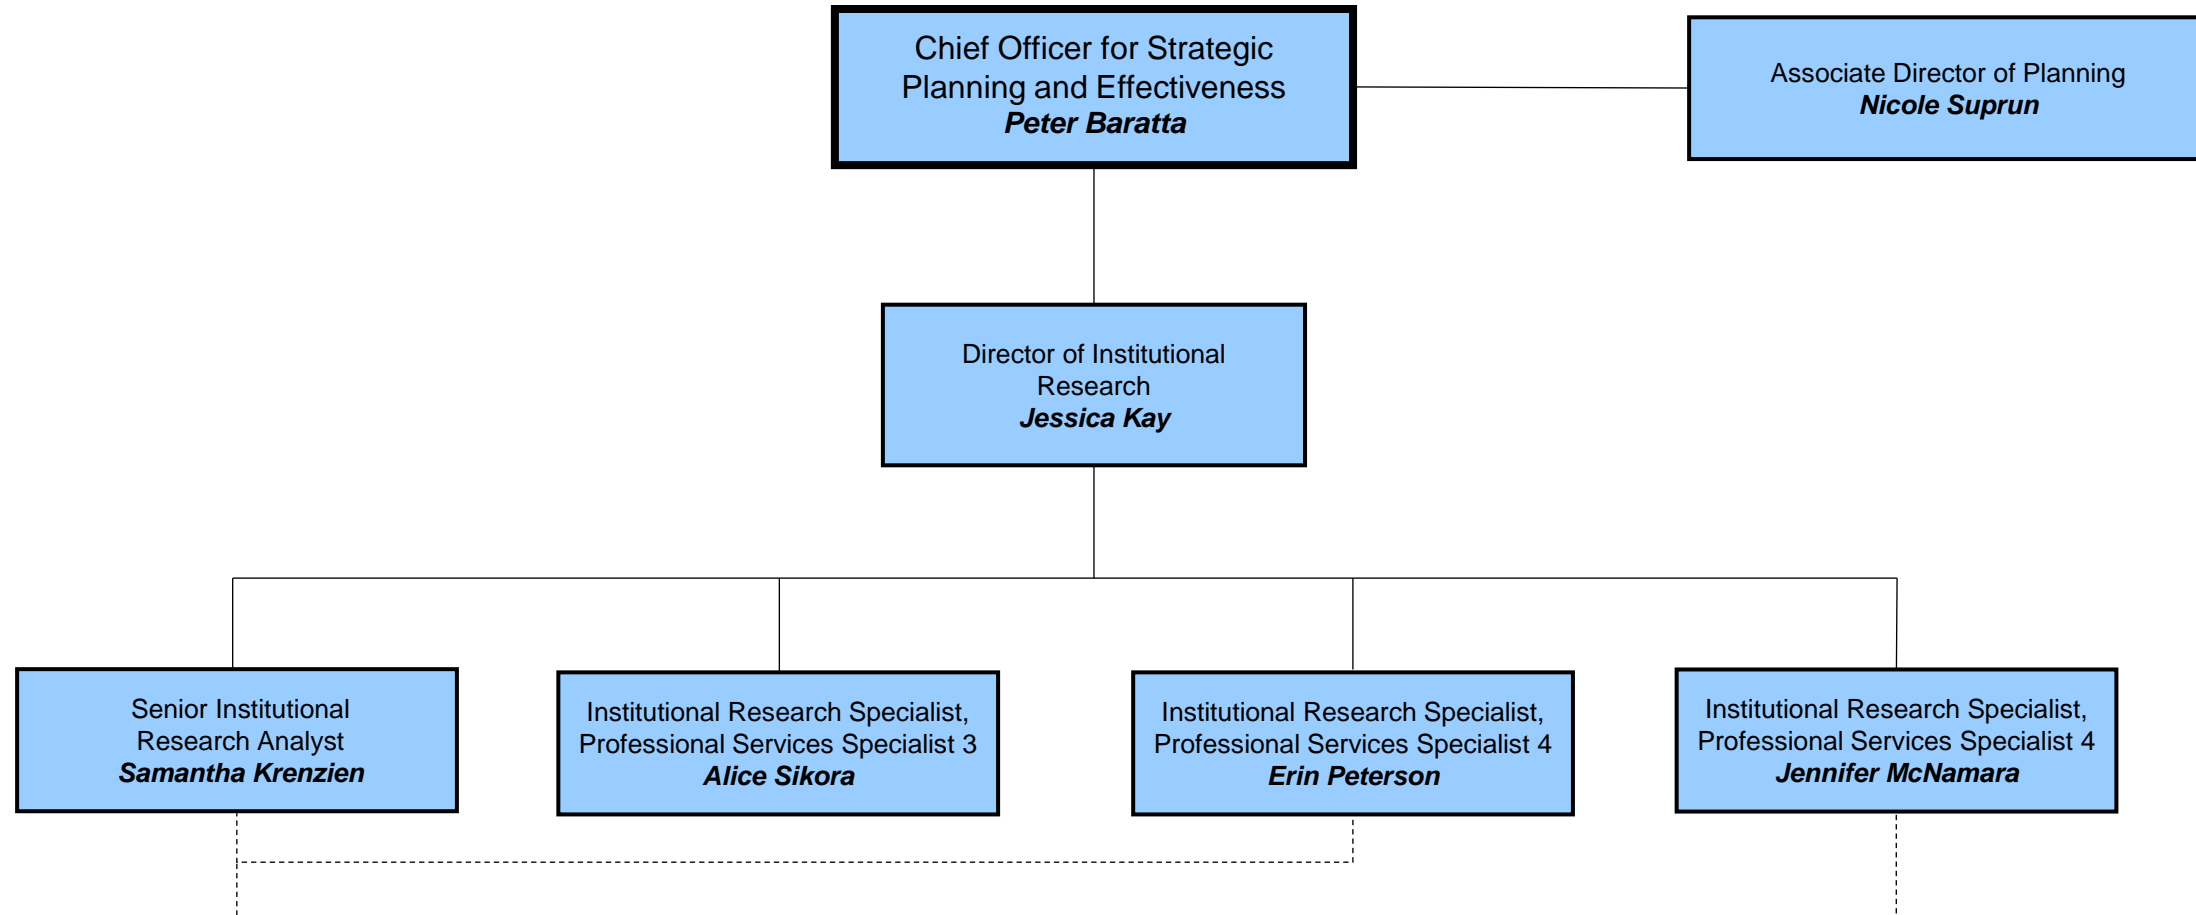 Chief Officer for Strategic
Planning and Effectiveness
Peter Baratta
Associate Director of Planning
Nicole Suprun
Director of Institutional
Research
Jessica Kay
Senior Institutional
Research Analyst
Samantha Krenzien
Institutional Research Specialist,
Professional Services Specialist 3
Alice Sikora
Institutional Research Specialist,
Professional Services Specialist 4
Erin Peterson
Institutional Research Specialist,
Professional Services Specialist 4
Jennifer McNamara